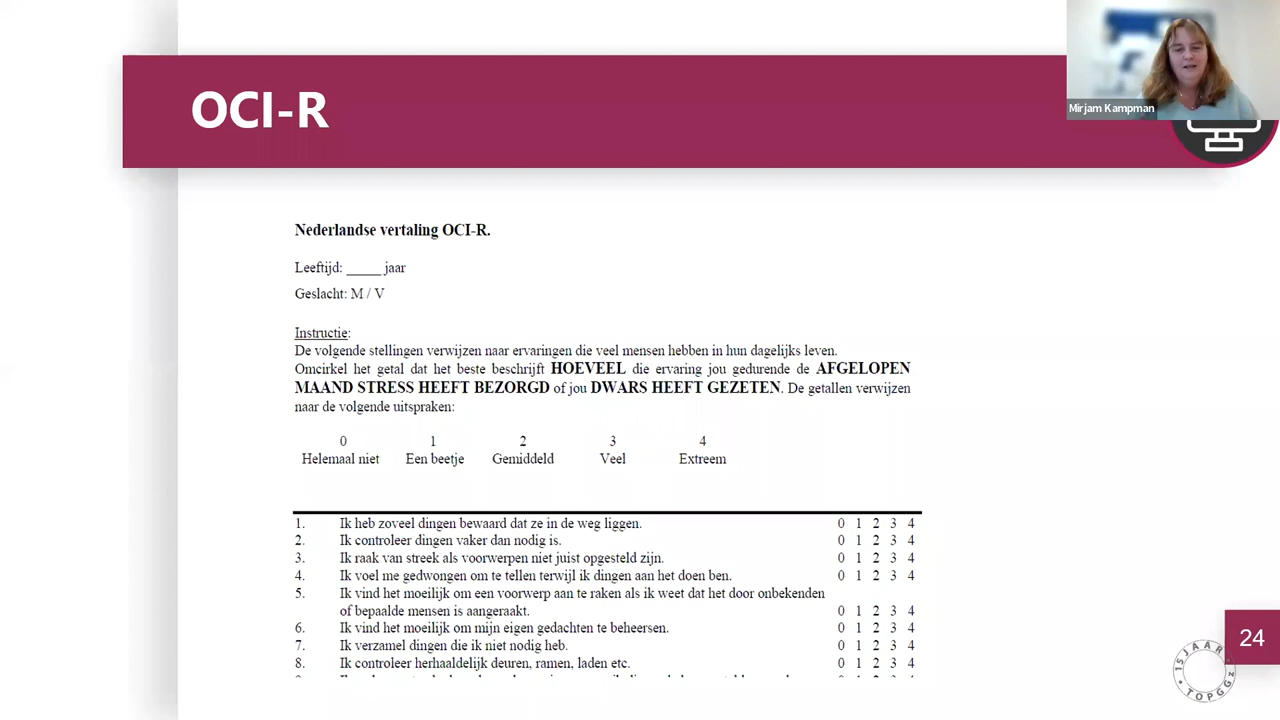 OCI-R
Mirjam Kampman
Nederlandse vertaling OCI-R.
Leeftijd: _____ jaar
Geslacht: M / V
Instructie:
De volgende stellingen verwijzen naar ervaringen die veel mensen hebben in hun dagelijks leven.
Omcirkel het getal dat het beste beschrijft HOEVEEL die ervaring jou gedurende de AFGELOPEN
MAAND STRESS HEEFT BEZORGD of jou DWARS HEEFT GEZETEN. De getallen verwijzen
naar de volgende uitspraken:
0 1 2 3 4
Helemaal niet Een beetje Gemiddeld Veel Extreem
1. Ik heb zoveel dingen bewaard dat ze in de weg liggen. 0 1 2 3 4
2. Ik controleer dingen vaker dan nodig is. 0 1 2 3 4
3. Ik raak van streek als voorwerpen niet juist opgesteld zijn. 0 1 2 3 4
4. Ik voel me gedwongen om te tellen terwijl ik dingen aan het doen ben. 0 1 2 3 4
5. Ik vind het moeilijk om een voorwerp aan te raken als ik weet dat het door onbekenden
of bepaalde mensen is aangeraakt. 0 1 2 3 4
6. Ik vind het moeilijk om mijn eigen gedachten te beheersen. 0 1 2 3 4
7. Ik verzamel dingen die ik niet nodig heb. 0 1 2 3 4
8. Ik controleer herhaaldelijk deuren, ramen, laden etc. 0 1 2 3 4
24
15 JAAR
TOPGGz